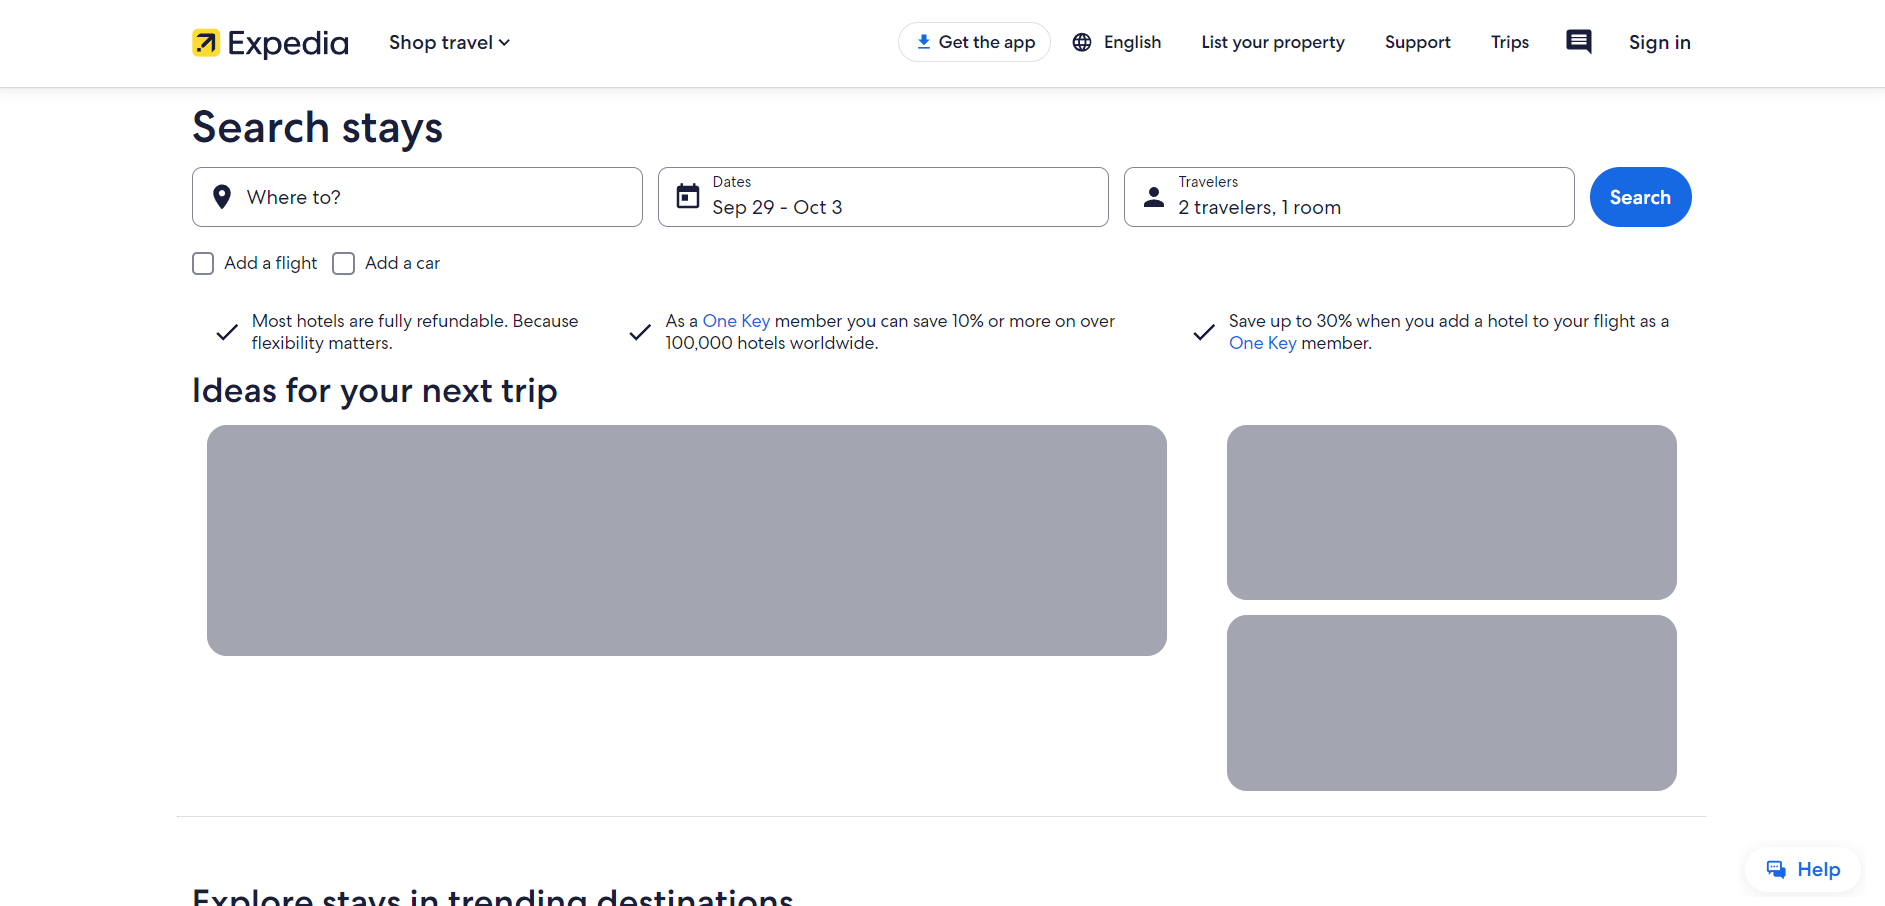 Expedia
Shop travel
Get the app
English
List your property
Support
Trips
Sign in
Search stays
Where to?
Dates
Sep 29 - Oct 3
Travelers
2 travelers, 1 room
Search
Add a flight
Add a car
Most hotels are fully refundable. Because
flexibility matters.
As a One Key member you can save 10% or more on over
100,000 hotels worldwide.
Save up to 30% when you add a hotel to your flight as a
One Key member.
Ideas for your next trip
Help
Explore stays in trending destinations